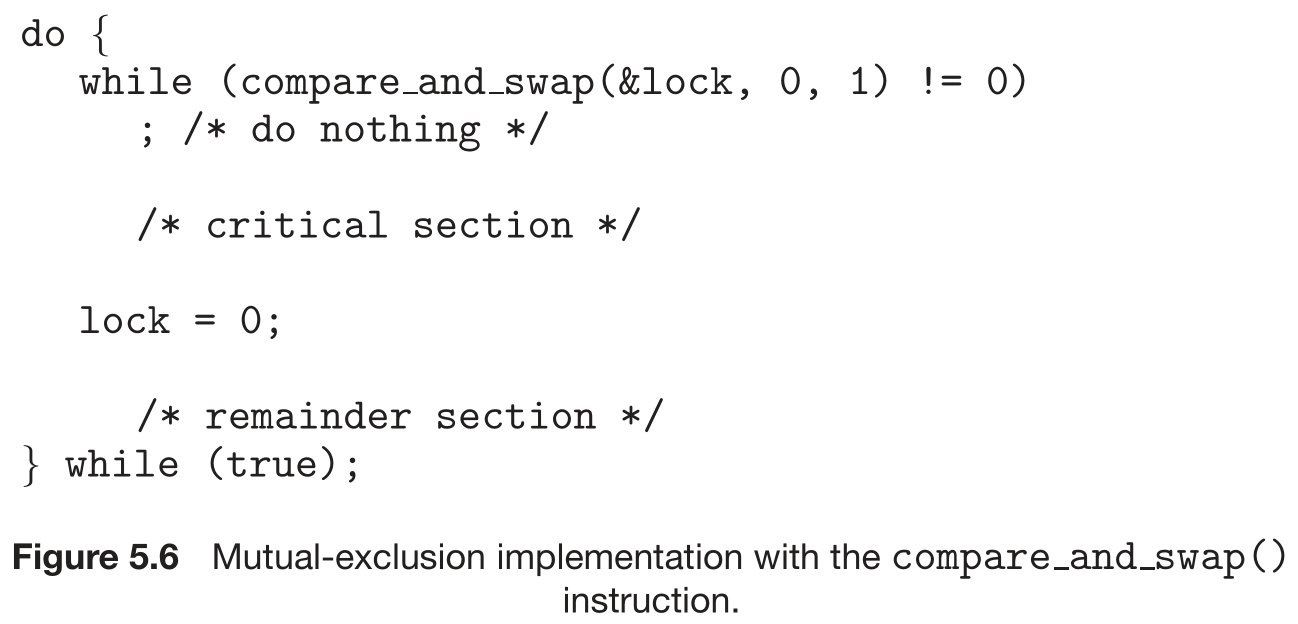 do {
while (compare_and_swap(&lock, 0, 1) != 0)
; /* do nothing */
/* critical section */
lock = 0;
/* remainder section */
} while (true);
Figure 5.6 Mutual-exclusion implementation with the compare_and_swap()
instruction.